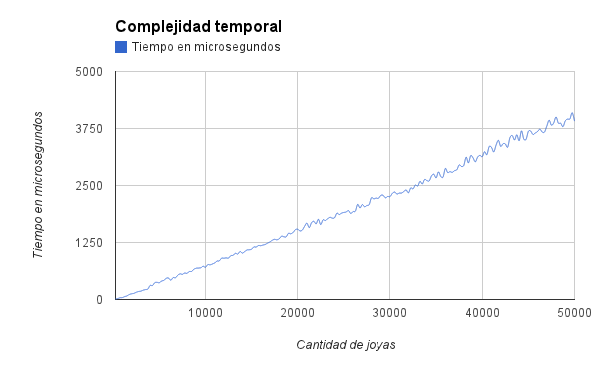 Complejidad temporal
Tiempo en microsegundos
5000
3750
2500
1250
0
Tiempo en microsegundos
10000 20000 30000 40000 50000
Cantidad de joyas